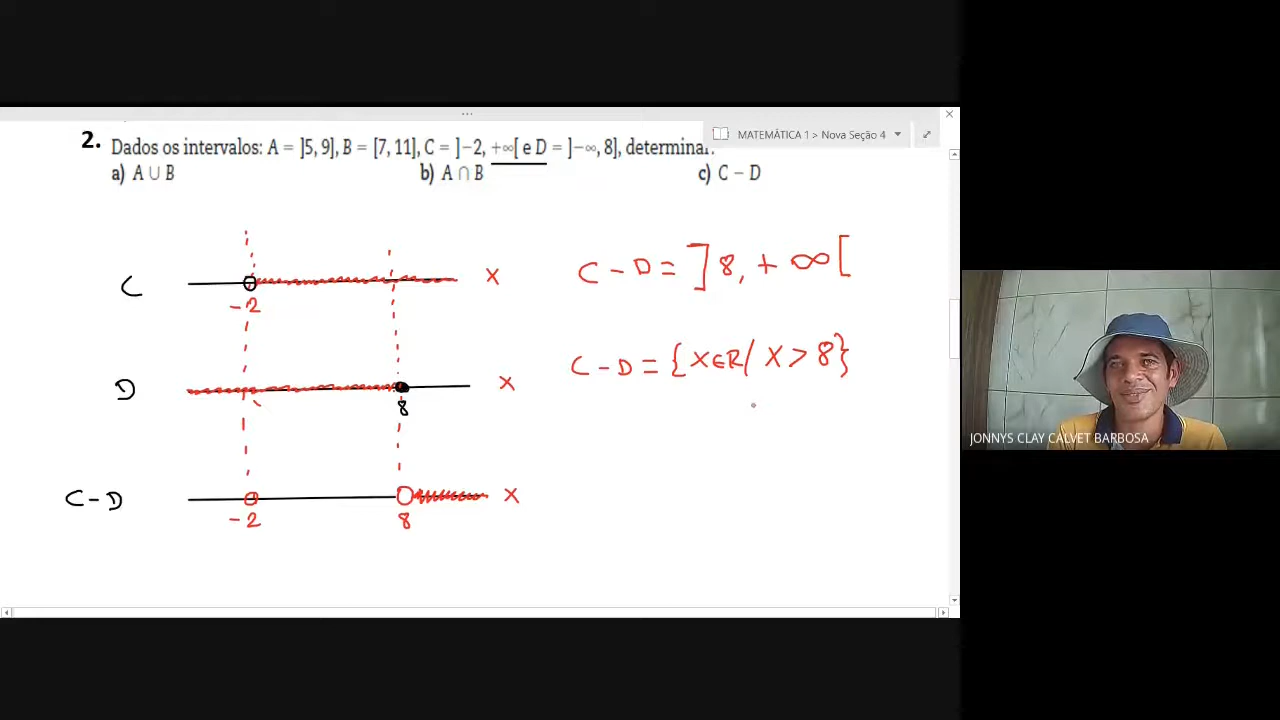 MATEMÁTICA 1 > Nova Seção 4
2. Dados os intervalos: A = ]5, 9], B = [7, 11], C = ]−2, +∞[ e D = ]−∞, 8], determinar:
a) A ∪ B b) A ∩ B c) C − D
C X
-2
C - D = ]8, + ∞[
C - D = {X∈R/ X > 8}
D X
8
JONNYS CLAY CALVET BARBOSA
C - D X
-2 8